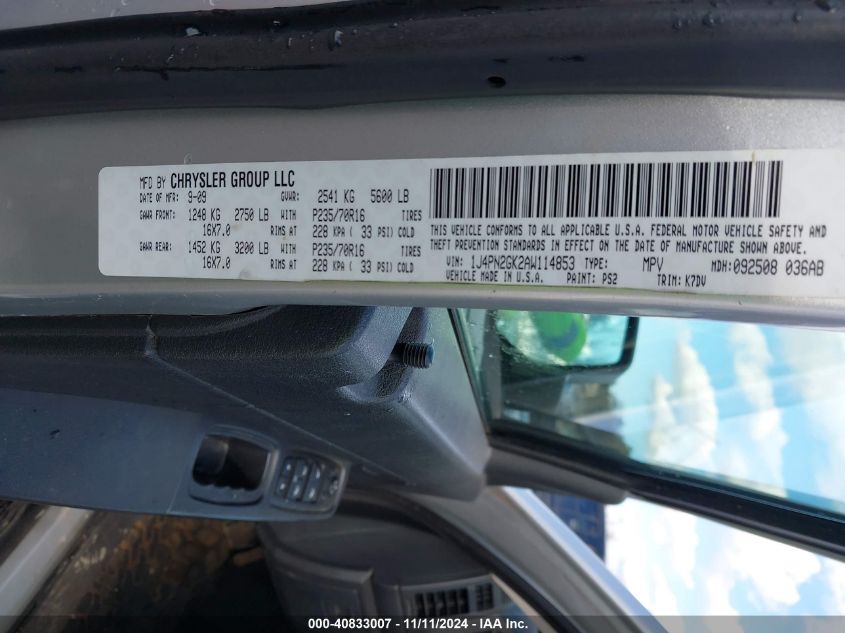 MFD BY CHRYSLER GROUP LLC
DATE OF MFR: 9-09 GVWR: 2541 KG 5600 LB
GAWR FRONT: 1248 KG 2750 LB WITH P235/70R16 TIRES
16X7.0 RIMS AT 228 KPA ( 33 PSI) COLD
GAWR REAR: 1452 KG 3200 LB WITH P235/70R16 TIRES
16X7.0 RIMS AT 228 KPA ( 33 PSI) COLD
THIS VEHICLE CONFORMS TO ALL APPLICABLE U.S.A. FEDERAL MOTOR VEHICLE SAFETY AND
THEFT PREVENTION STANDARDS IN EFFECT ON THE DATE OF MANUFACTURE SHOWN ABOVE.
VIN: 1J4PN2GK2AW114853 TYPE: MPV MDH:092508 036AB
VEHICLE MADE IN U.S.A. PAINT: PS2 TRIM: K7DV
000-40833007 - 11/11/2024 - IAA Inc.